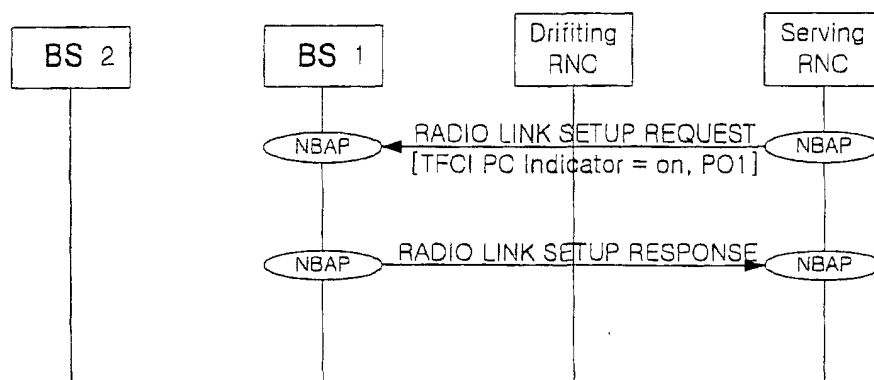 BS 2
BS 1
Drifiting
RNC
Serving
RNC
NBAP
RADIO LINK SETUP REQUEST
[TFCI PC Indicator = on, PO1]
NBAP
NBAP
RADIO LINK SETUP RESPONSE
NBAP